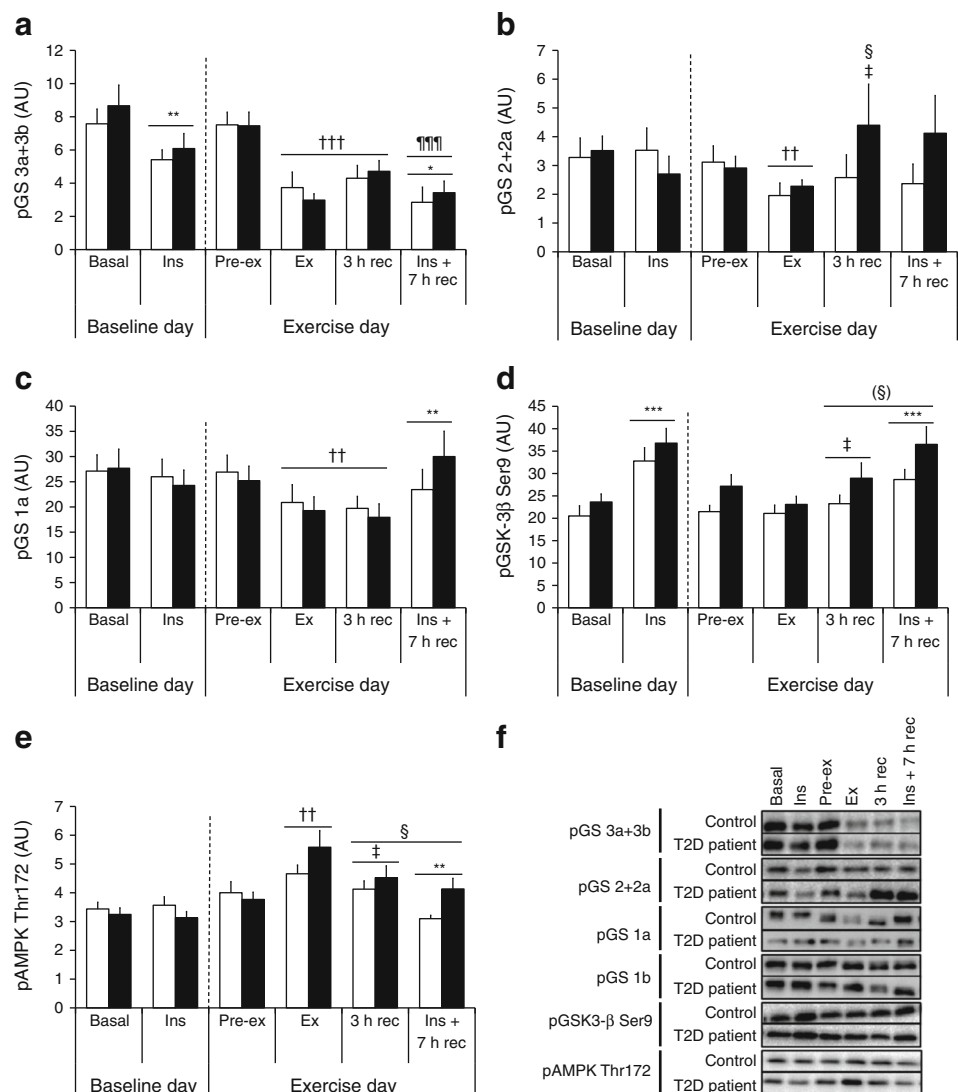 a
pGS 3a+3b (AU)
12
10
8
6
4
2
0
**
†††
¶¶¶
*
Basal Ins Pre-ex Ex 3 h rec Ins +
7 h rec
Baseline day Exercise day
b
pGS 2+2a (AU)
7
6
5
4
3
2
1
0
††
§
‡
Basal Ins Pre-ex Ex 3 h rec Ins +
7 h rec
Baseline day Exercise day
c
pGS 1a (AU)
40
35
30
25
20
15
10
5
0
††
**
Basal Ins Pre-ex Ex 3 h rec Ins +
7 h rec
Baseline day Exercise day
d
pGSK-3β Ser9 (AU)
45
40
35
30
25
20
15
10
5
0
***
(§)
‡
***
Basal Ins Pre-ex Ex 3 h rec Ins +
7 h rec
Baseline day Exercise day
e
pAMPK Thr172 (AU)
7
6
5
4
3
2
1
0
††
§
‡
**
Basal Ins Pre-ex Ex 3 h rec Ins +
7 h rec
Baseline day Exercise day
f
Basal Ins Pre-ex Ex 3 h rec Ins + 7 h rec
pGS 3a+3b
Control
T2D patient
pGS 2+2a
Control
T2D patient
pGS 1a
Control
T2D patient
pGS 1b
Control
T2D patient
pGSK3-β Ser9
Control
T2D patient
pAMPK Thr172
Control
T2D patient